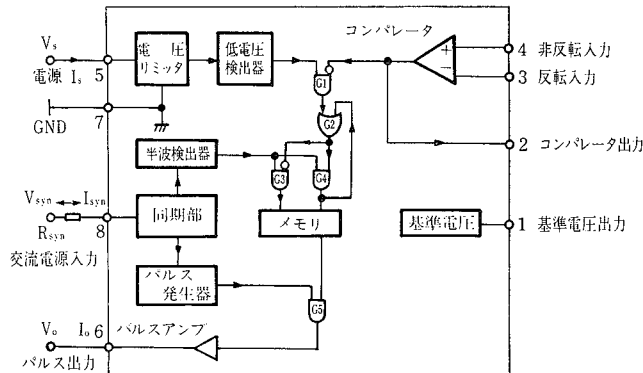 Vs
電源 Is 5
電圧
リミッタ
低電圧
検出器
コンパレータ
+
−
4 非反転入力
3 反転入力
G1
7
GND
G2
2 コンパレータ出力
半波検出器
G3
G4
Vsyn Isyn
Rsyn 8
交流電源入力
同期部
メモリ
基準電圧
1 基準電圧出力
パルス
発生器
G5
Vo Io 6 パルスアンプ
パルス出力